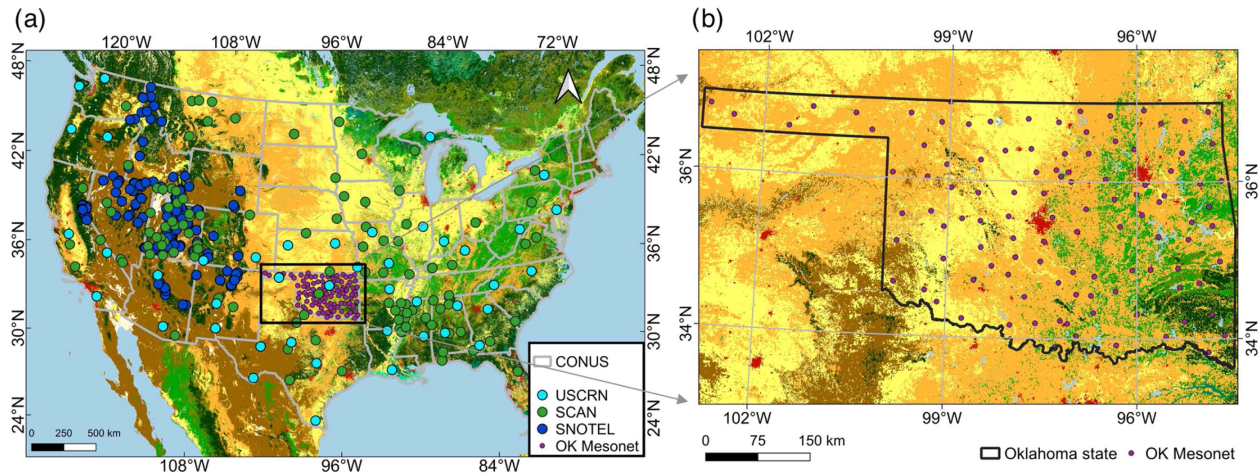 (a)
120°W 108°W 96°W 84°W 72°W
48°N
42°N
36°N
30°N
24°N
48°N
42°N
36°N
30°N
24°N
CONUS
USCRN
SCAN
SNOTEL
OK Mesonet
0 250 500 km
108°W 96°W 84°W
(b)
102°W 99°W 96°W
36°N
34°N
36°N
34°N
102°W 99°W 96°W
0 75 150 km
Oklahoma state
OK Mesonet